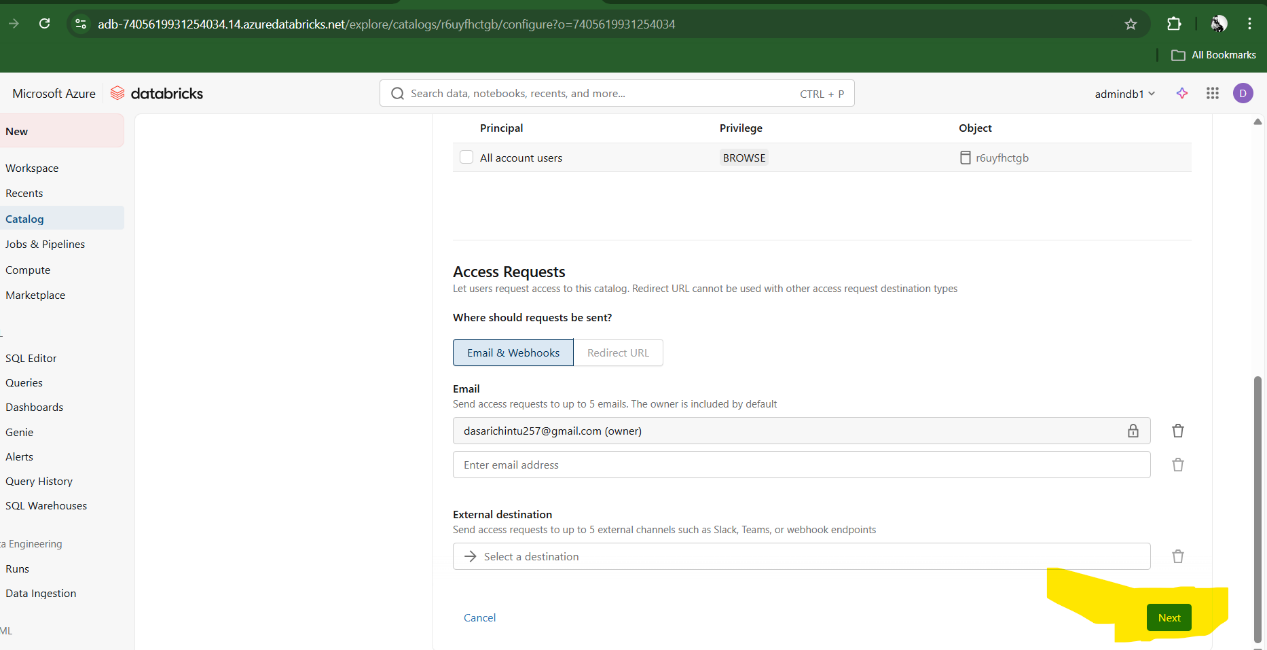 adb-7405619931254034.14.azuredatabricks.net/explore/catalogs/r6uyfhctgb/configure?o=7405619931254034
All Bookmarks
Microsoft Azure databricks
Search data, notebooks, recents, and more...
CTRL + P
admindb1
D
New
Workspace
Recents
Catalog
Jobs & Pipelines
Compute
Marketplace
L
SQL Editor
Queries
Dashboards
Genie
Alerts
Query History
SQL Warehouses
ta Engineering
Runs
Data Ingestion
ML
Principal Privilege Object
All account users BROWSE r6uyfhctgb
Access Requests
Let users request access to this catalog. Redirect URL cannot be used with other access request destination types
Where should requests be sent?
Email & Webhooks Redirect URL
Email
Send access requests to up to 5 emails. The owner is included by default
dasarichintu257@gmail.com (owner)
Enter email address
External destination
Send access requests to up to 5 external channels such as Slack, Teams, or webhook endpoints
Select a destination
Cancel Next